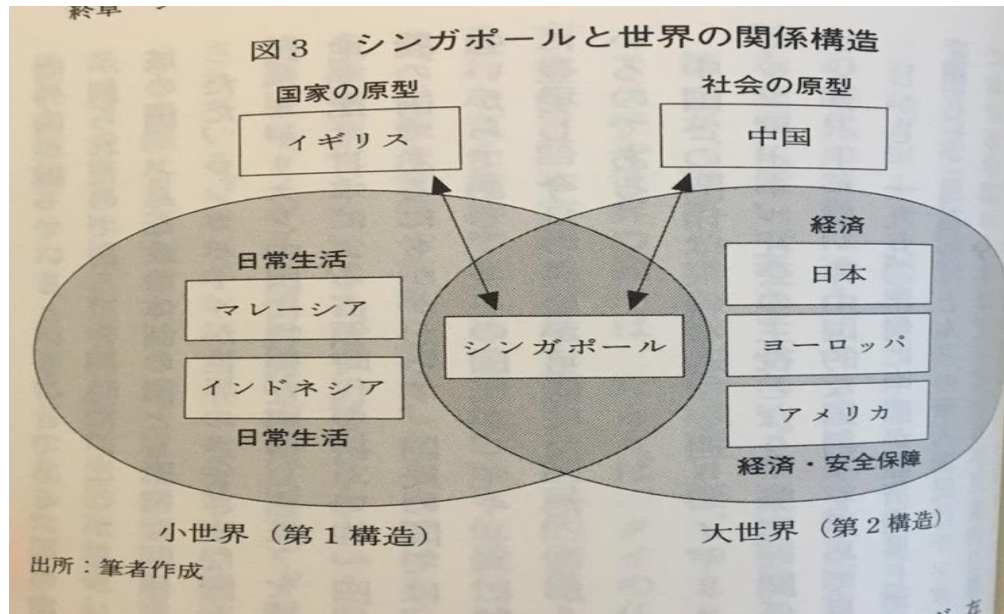 終章
図3 シンガポールと世界の関係構造
国家の原型
イギリス
社会の原型
中国
日常生活
マレーシア
インドネシア
日常生活
シンガポール
経済
日本
ヨーロッパ
アメリカ
経済・安全保障
小世界（第1構造）
大世界（第2構造）
出所：筆者作成